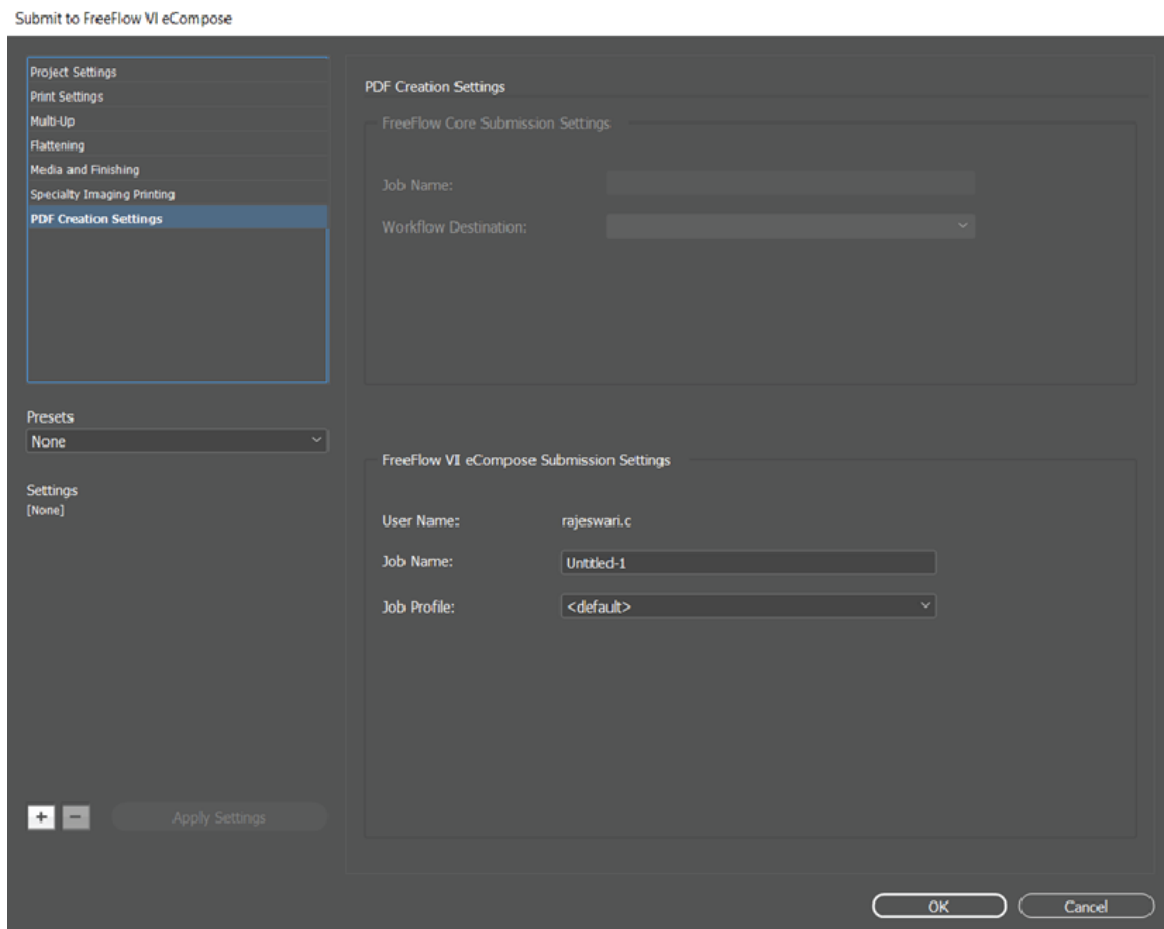 Submit to FreeFlow VI eCompose
Project Settings
Print Settings
Multi-Up
Flattening
Media and Finishing
Specialty Imaging Printing
PDF Creation Settings
Presets
None
Settings
[None]
+ − Apply Settings
PDF Creation Settings
FreeFlow Core Submission Settings
Job Name:
Workflow Destination:
FreeFlow VI eCompose Submission Settings
User Name: rajeswari.c
Job Name: Untitled-1
Job Profile: <default>
OK Cancel